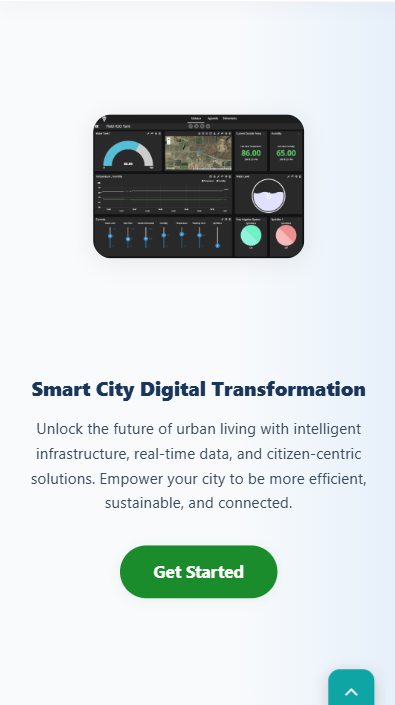 86.00
65.00
Smart City Digital Transformation
Unlock the future of urban living with intelligent
infrastructure, real-time data, and citizen-centric
solutions. Empower your city to be more efficient,
sustainable, and connected.
Get Started